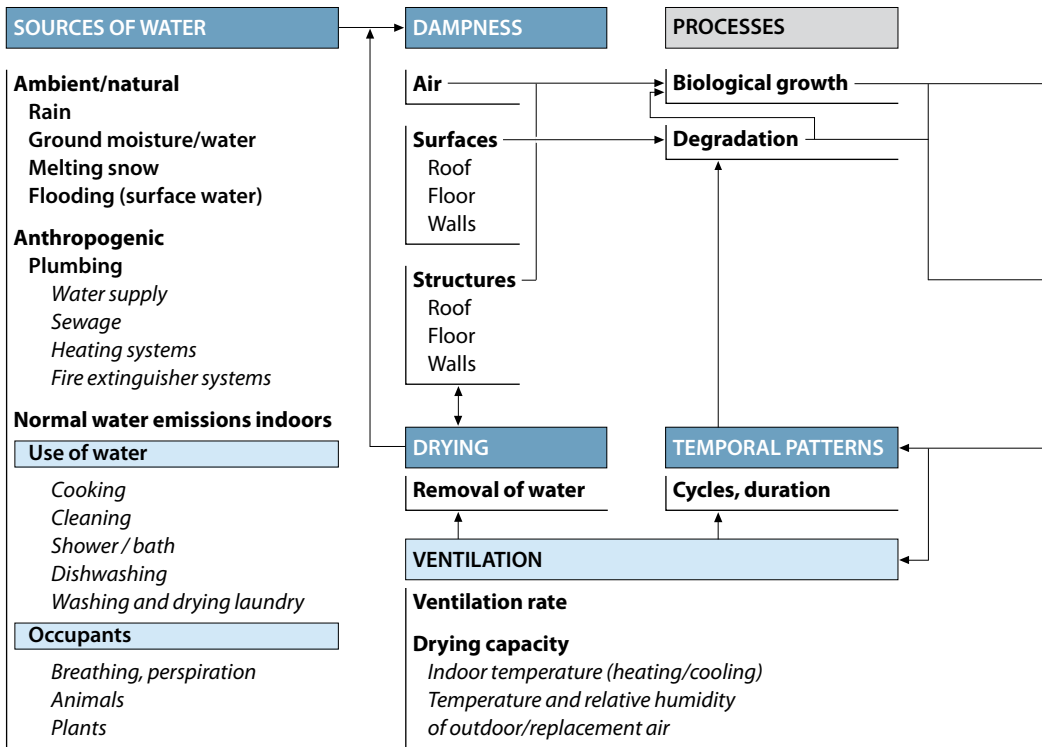 SOURCES OF WATER
Ambient/natural
Rain
Ground moisture/water
Melting snow
Flooding (surface water)
Anthropogenic
Plumbing
Water supply
Sewage
Heating systems
Fire extinguisher systems
Normal water emissions indoors
Use of water
Cooking
Cleaning
Shower / bath
Dishwashing
Washing and drying laundry
Occupants
Breathing, perspiration
Animals
Plants
DAMPNESS
Air
Surfaces
Roof
Floor
Walls
Structures
Roof
Floor
Walls
DRYING
Removal of water
PROCESSES
Biological growth
Degradation
TEMPORAL PATTERNS
Cycles, duration
VENTILATION
Ventilation rate
Drying capacity
Indoor temperature (heating/cooling)
Temperature and relative humidity
of outdoor/replacement air